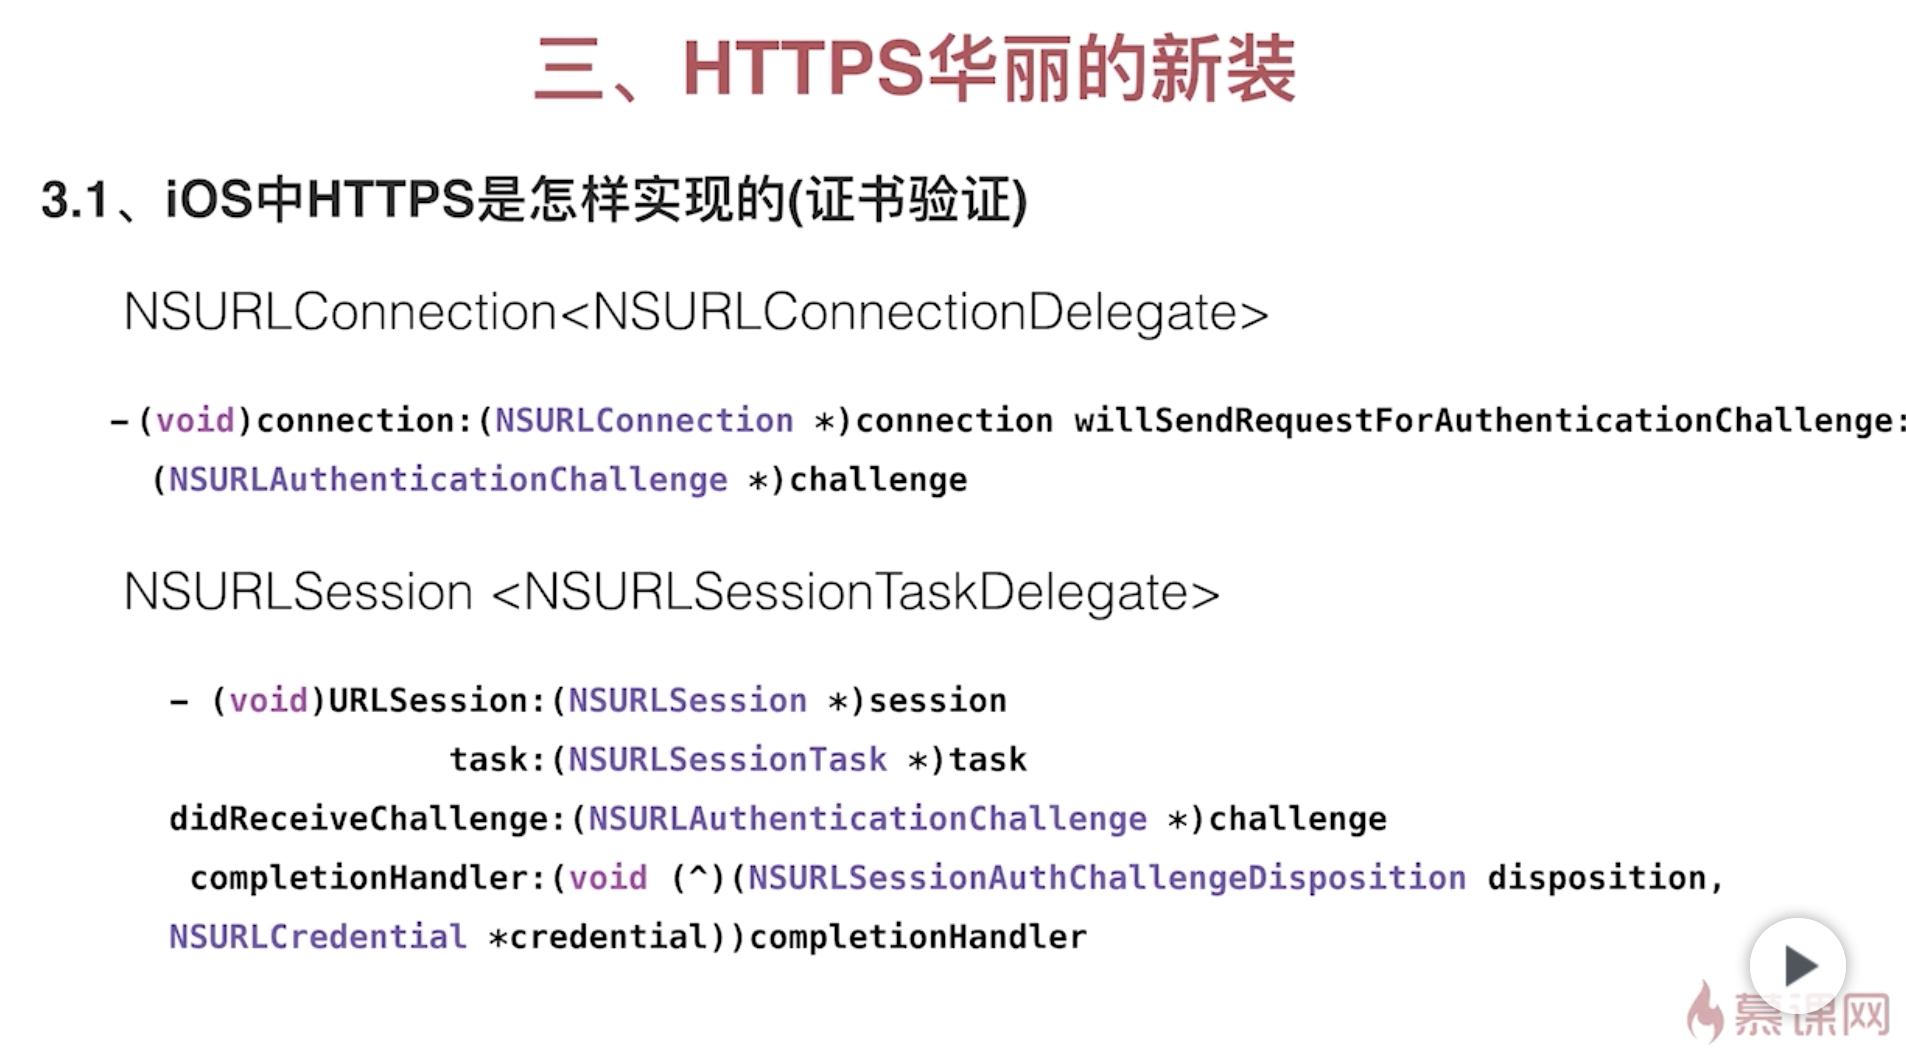 三、HTTPS华丽的新装
3.1、iOS中HTTPS是怎样实现的(证书验证)
NSURLConnection<NSURLConnectionDelegate>
-(void)connection:(NSURLConnection *)connection willSendRequestForAuthenticationChallenge:
(NSURLAuthenticationChallenge *)challenge
NSURLSession <NSURLSessionTaskDelegate>
- (void)URLSession:(NSURLSession *)session
task:(NSURLSessionTask *)task
didReceiveChallenge:(NSURLAuthenticationChallenge *)challenge
completionHandler:(void (^)(NSURLSessionAuthChallengeDisposition disposition,
NSURLCredential *credential))completionHandler
慕课网